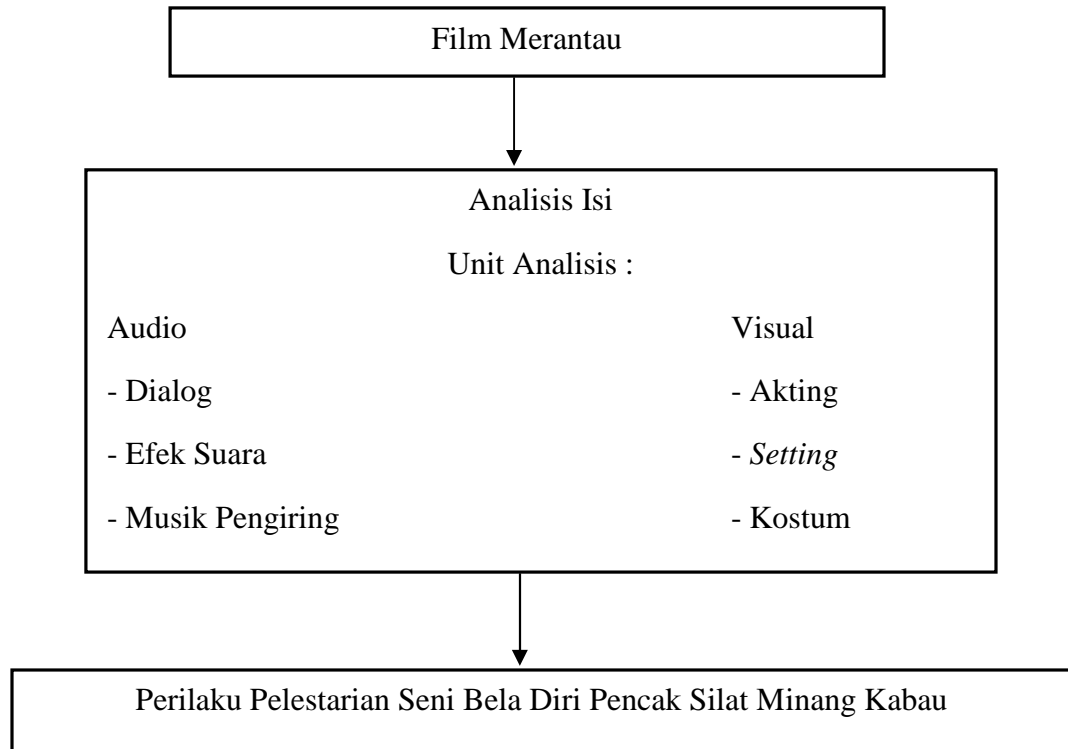 Film Merantau
Analisis Isi
Unit Analisis :
Audio Visual
- Dialog - Akting
- Efek Suara - Setting
- Musik Pengiring - Kostum
Perilaku Pelestarian Seni Bela Diri Pencak Silat Minang Kabau